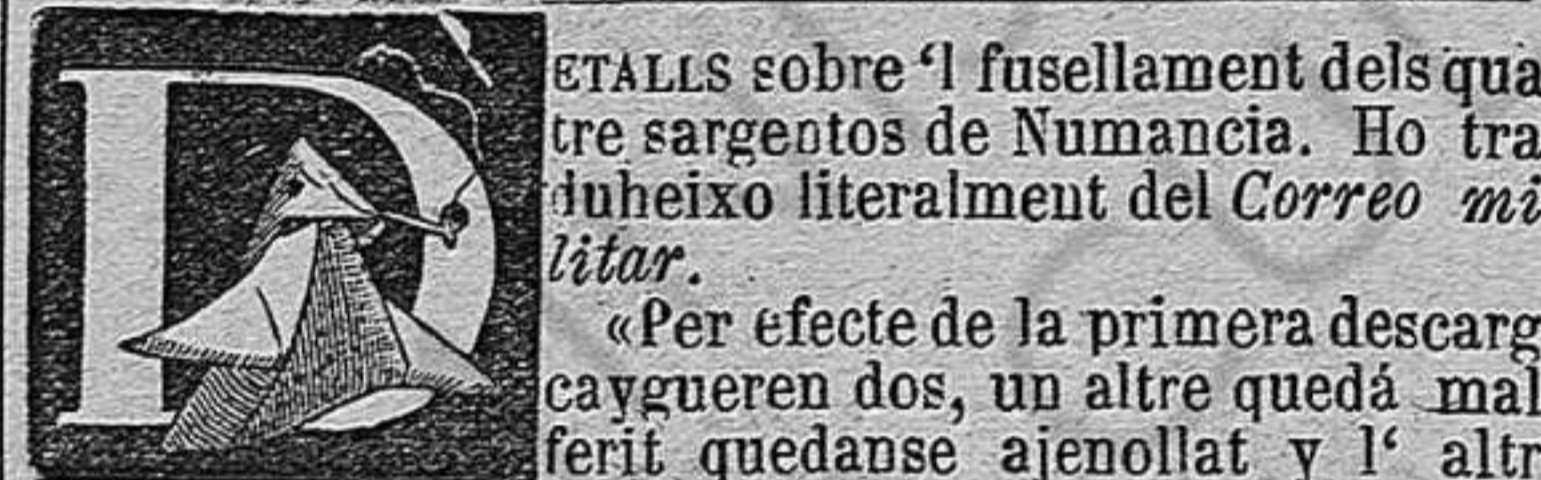 DETALLS sobre ‘l fusellament dels qua
tre sargentos de Numancia. Ho tra
duheixo literalment del Correo mi
litar.
«Per efecte de la primera descarg
caygueren dos, un altre quedá mal
ferit quedanse ajenollat y l‘ altr